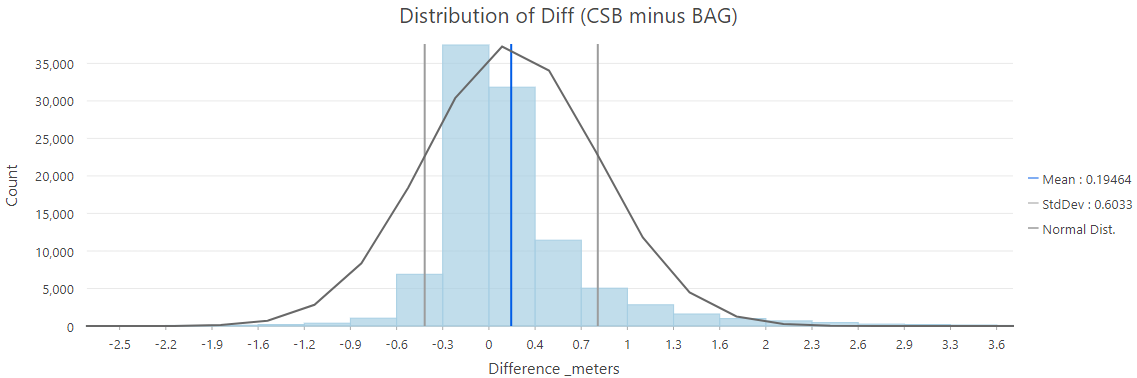 Distribution of Diff (CSB minus BAG)
35,000
30,000
25,000
20,000
15,000
10,000
5,000
0
Count
-2.5 -2.2 -1.9 -1.6 -1.2 -0.9 -0.6 -0.3 0 0.4 0.7 1 1.3 1.6 2 2.3 2.6 2.9 3.3 3.6
Difference _meters
Mean : 0.19464
StdDev : 0.6033
Normal Dist.